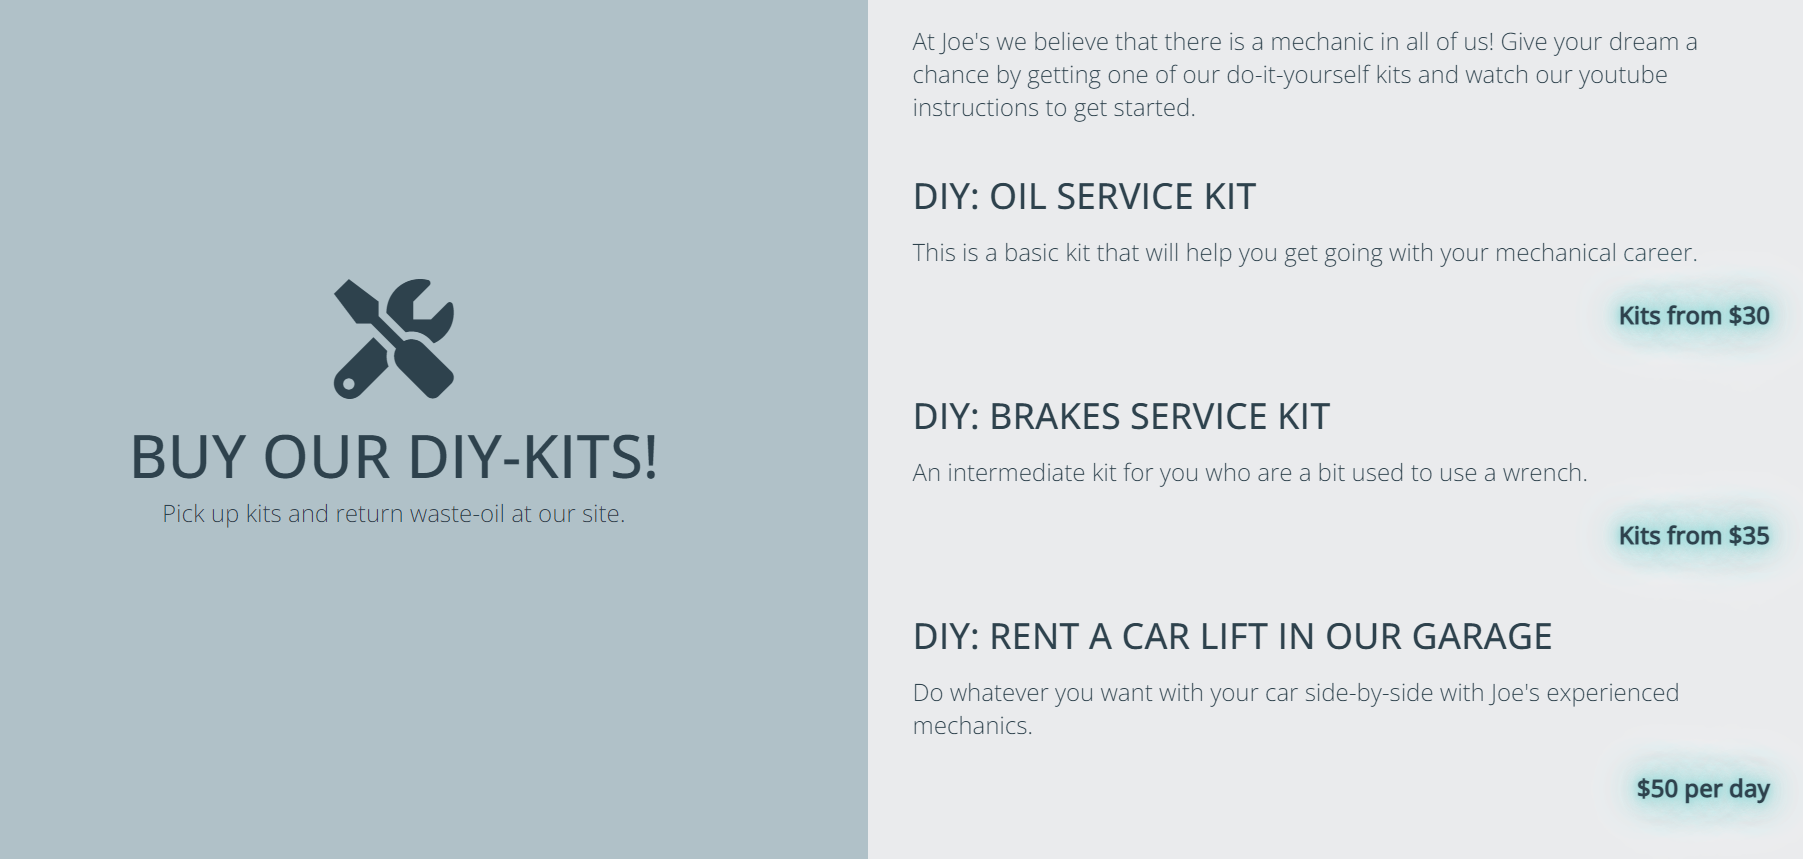 BUY OUR DIY-KITS!
Pick up kits and return waste-oil at our site.
At Joe's we believe that there is a mechanic in all of us! Give your dream a
chance by getting one of our do-it-yourself kits and watch our youtube
instructions to get started.
DIY: OIL SERVICE KIT
This is a basic kit that will help you get going with your mechanical career.
Kits from $30
DIY: BRAKES SERVICE KIT
An intermediate kit for you who are a bit used to use a wrench.
Kits from $35
DIY: RENT A CAR LIFT IN OUR GARAGE
Do whatever you want with your car side-by-side with Joe's experienced
mechanics.
$50 per day